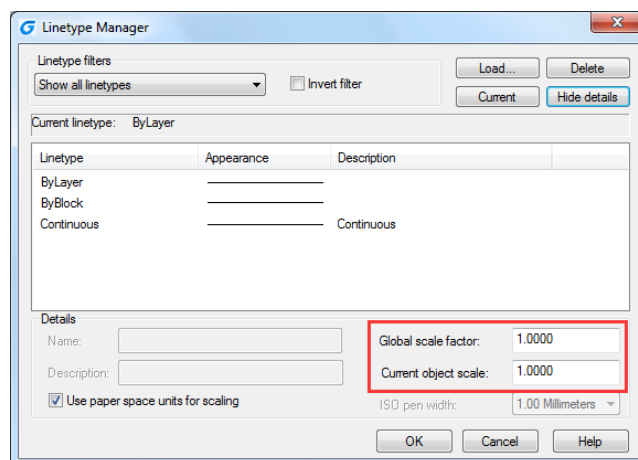 Linetype Manager
Linetype filters
Show all linetypes
Invert filter
Load...
Delete
Current
Hide details
Current linetype: ByLayer
Linetype Appearance Description
ByLayer
ByBlock
Continuous Continuous
Details
Name:
Description:
Use paper space units for scaling
Global scale factor: 1.0000
Current object scale: 1.0000
ISO pen width: 1.00 Millimeters
OK
Cancel
Help